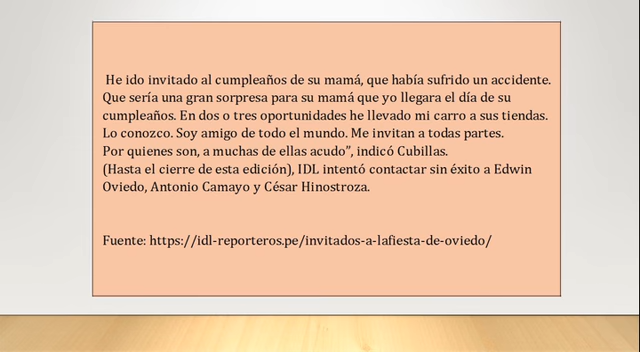 He ido invitado al cumpleaños de su mamá, que había sufrido un accidente.
Que sería una gran sorpresa para su mamá que yo llegara el día de su
cumpleaños. En dos o tres oportunidades he llevado mi carro a sus tiendas.
Lo conozco. Soy amigo de todo el mundo. Me invitan a todas partes.
Por quienes son, a muchas de ellas acudo”, indicó Cubillas.
(Hasta el cierre de esta edición), IDL intentó contactar sin éxito a Edwin
Oviedo, Antonio Camayo y César Hinostroza.
Fuente: https://idl-reporteros.pe/invitados-a-lafiesta-de-oviedo/